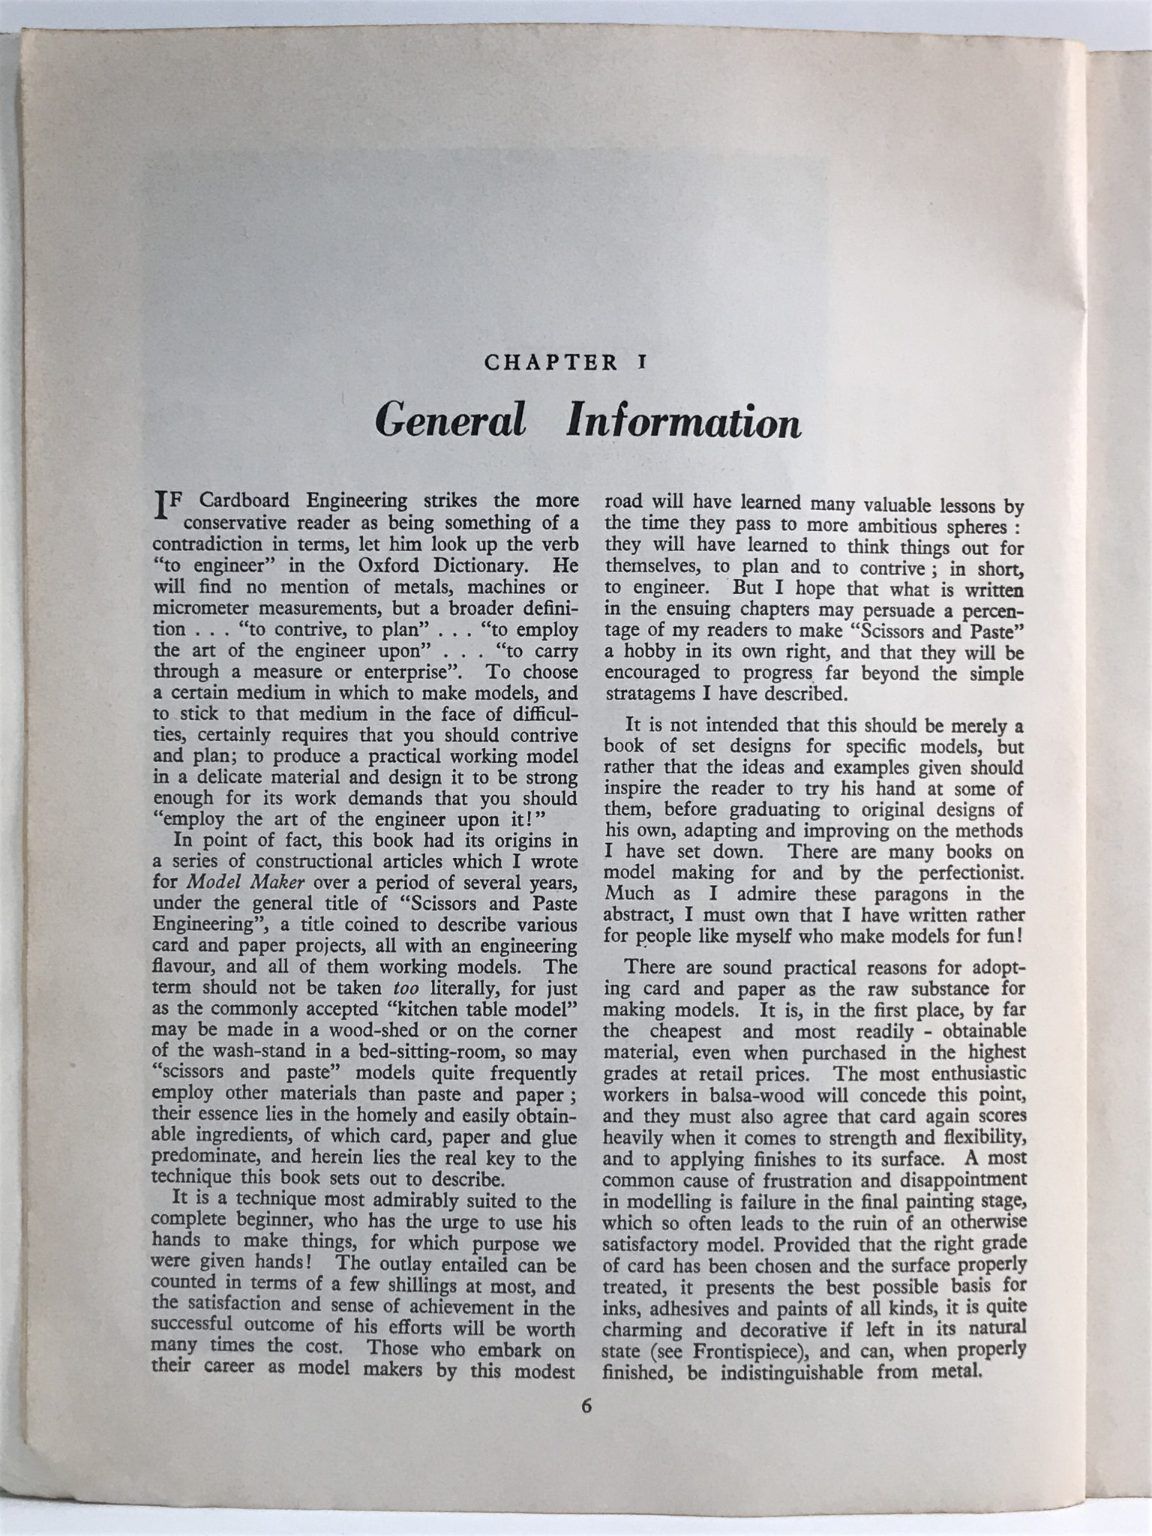 CHAPTER I
General Information
IF Cardboard Engineering strikes the more
conservative reader as being something of a
contradiction in terms, let him look up the verb
“to engineer” in the Oxford Dictionary. He
will find no mention of metals, machines or
micrometer measurements, but a broader defini-
tion . . . “to contrive, to plan” . . . “to employ
the art of the engineer upon” . . . “to carry
through a measure or enterprise”. To choose
a certain medium in which to make models, and
to stick to that medium in the face of difficul-
ties, certainly requires that you should contrive
and plan; to produce a practical working model
in a delicate material and design it to be strong
enough for its work demands that you should
“employ the art of the engineer upon it!”
In point of fact, this book had its origins in
a series of constructional articles which I wrote
for Model Maker over a period of several years,
under the general title of “Scissors and Paste
Engineering”, a title coined to describe various
card and paper projects, all with an engineering
flavour, and all of them working models. The
term should not be taken too literally, for just
as the commonly accepted “kitchen table model”
may be made in a wood-shed or on the corner
of the wash-stand in a bed-sitting-room, so may
“scissors and paste” models quite frequently
employ other materials than paste and paper ;
their essence lies in the homely and easily obtain-
able ingredients, of which card, paper and glue
predominate, and herein lies the real key to the
technique this book sets out to describe.
It is a technique most admirably suited to the
complete beginner, who has the urge to use his
hands to make things, for which purpose we
were given hands! The outlay entailed can be
counted in terms of a few shillings at most, and
the satisfaction and sense of achievement in the
successful outcome of his efforts will be worth
many times the cost. Those who embark on
their career as model makers by this modest
road will have learned many valuable lessons by
the time they pass to more ambitious spheres :
they will have learned to think things out for
themselves, to plan and to contrive ; in short,
to engineer. But I hope that what is written
in the ensuing chapters may persuade a percen-
tage of my readers to make “Scissors and Paste”
a hobby in its own right, and that they will be
encouraged to progress far beyond the simple
stratagems I have described.
It is not intended that this should be merely a
book of set designs for specific models, but
rather that the ideas and examples given should
inspire the reader to try his hand at some of
them, before graduating to original designs of
his own, adapting and improving on the methods
I have set down. There are many books on
model making for and by the perfectionist.
Much as I admire these paragons in the
abstract, I must own that I have written rather
for people like myself who make models for fun!
There are sound practical reasons for adopt-
ing card and paper as the raw substance for
making models. It is, in the first place, by far
the cheapest and most readily - obtainable
material, even when purchased in the highest
grades at retail prices. The most enthusiastic
workers in balsa-wood will concede this point,
and they must also agree that card again scores
heavily when it comes to strength and flexibility,
and to applying finishes to its surface. A most
common cause of frustration and disappointment
in modelling is failure in the final painting stage,
which so often leads to the ruin of an otherwise
satisfactory model. Provided that the right grade
of card has been chosen and the surface properly
treated, it presents the best possible basis for
inks, adhesives and paints of all kinds, it is quite
charming and decorative if left in its natural
state (see Frontispiece), and can, when properly
finished, be indistinguishable from metal.
6